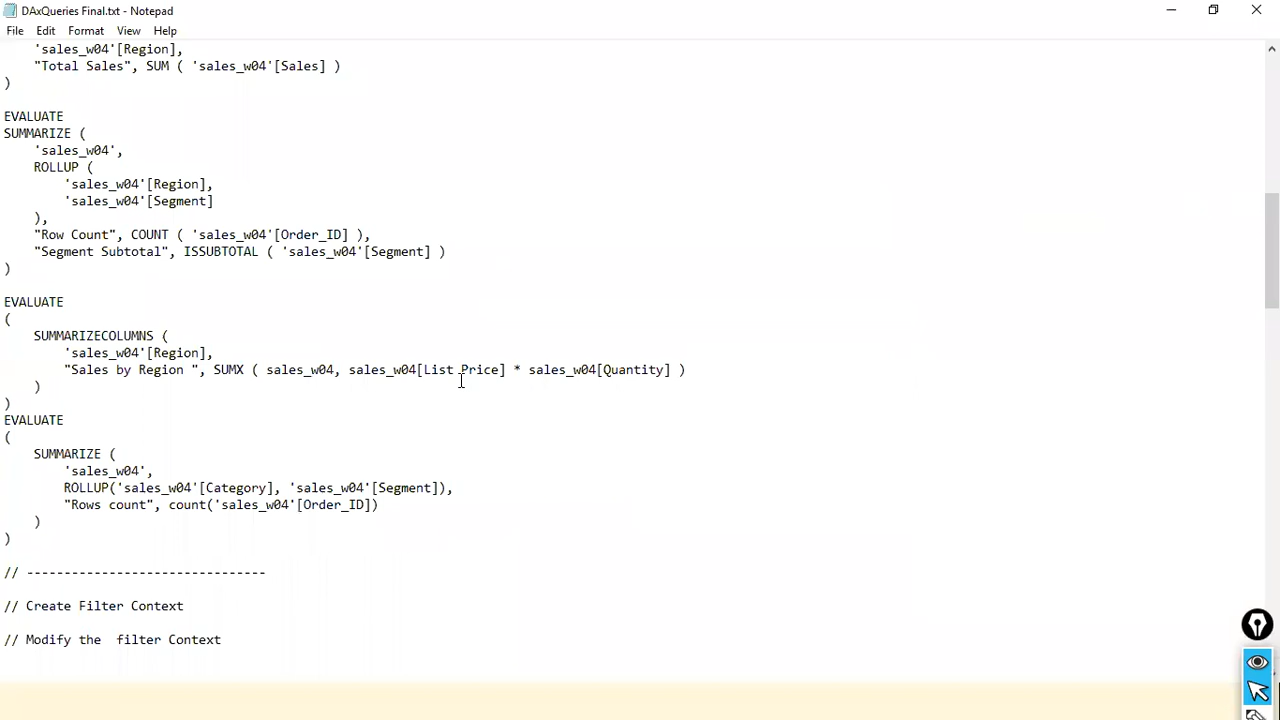 DAxQueries Final.txt - Notepad
File Edit Format View Help
'sales_w04'[Region],
"Total Sales", SUM ( 'sales_w04'[Sales] )
)
EVALUATE
SUMMARIZE (
'sales_w04',
ROLLUP (
'sales_w04'[Region],
'sales_w04'[Segment]
),
"Row Count", COUNT ( 'sales_w04'[Order_ID] ),
"Segment Subtotal", ISSUBTOTAL ( 'sales_w04'[Segment] )
)
EVALUATE
(
SUMMARIZECOLUMNS (
'sales_w04'[Region],
"Sales by Region ", SUMX ( sales_w04, sales_w04[List Price] * sales_w04[Quantity] )
)
)
EVALUATE
(
SUMMARIZE (
'sales_w04',
ROLLUP('sales_w04'[Category], 'sales_w04'[Segment]),
"Rows count", count('sales_w04'[Order_ID])
)
)
// --------------------------------
// Create Filter Context
// Modify the  filter Context